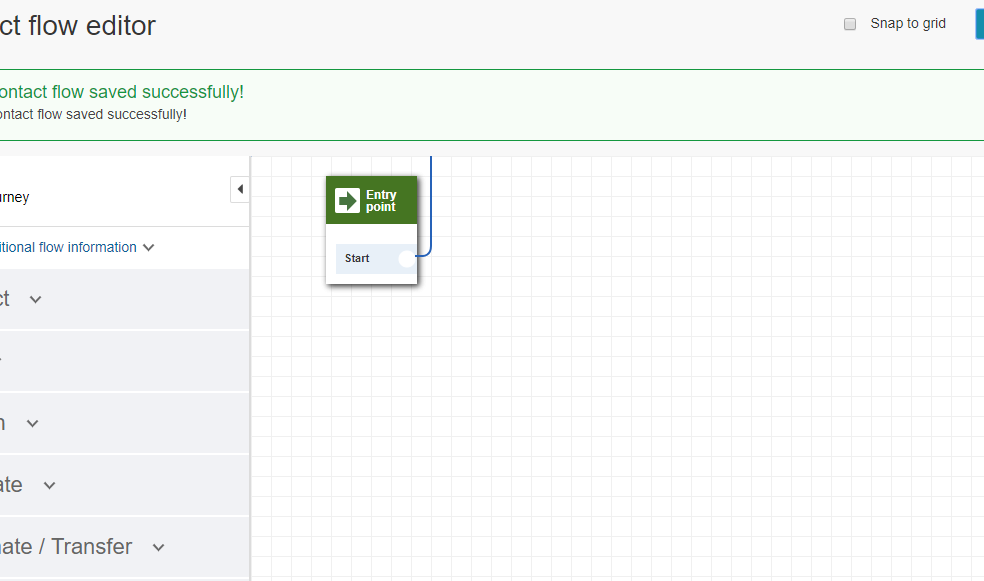 ct flow editor
Snap to grid
ontact flow saved successfully!
ontact flow saved successfully!
urney
itional flow information
ct
n
ate
nate / Transfer
Entry
point
Start